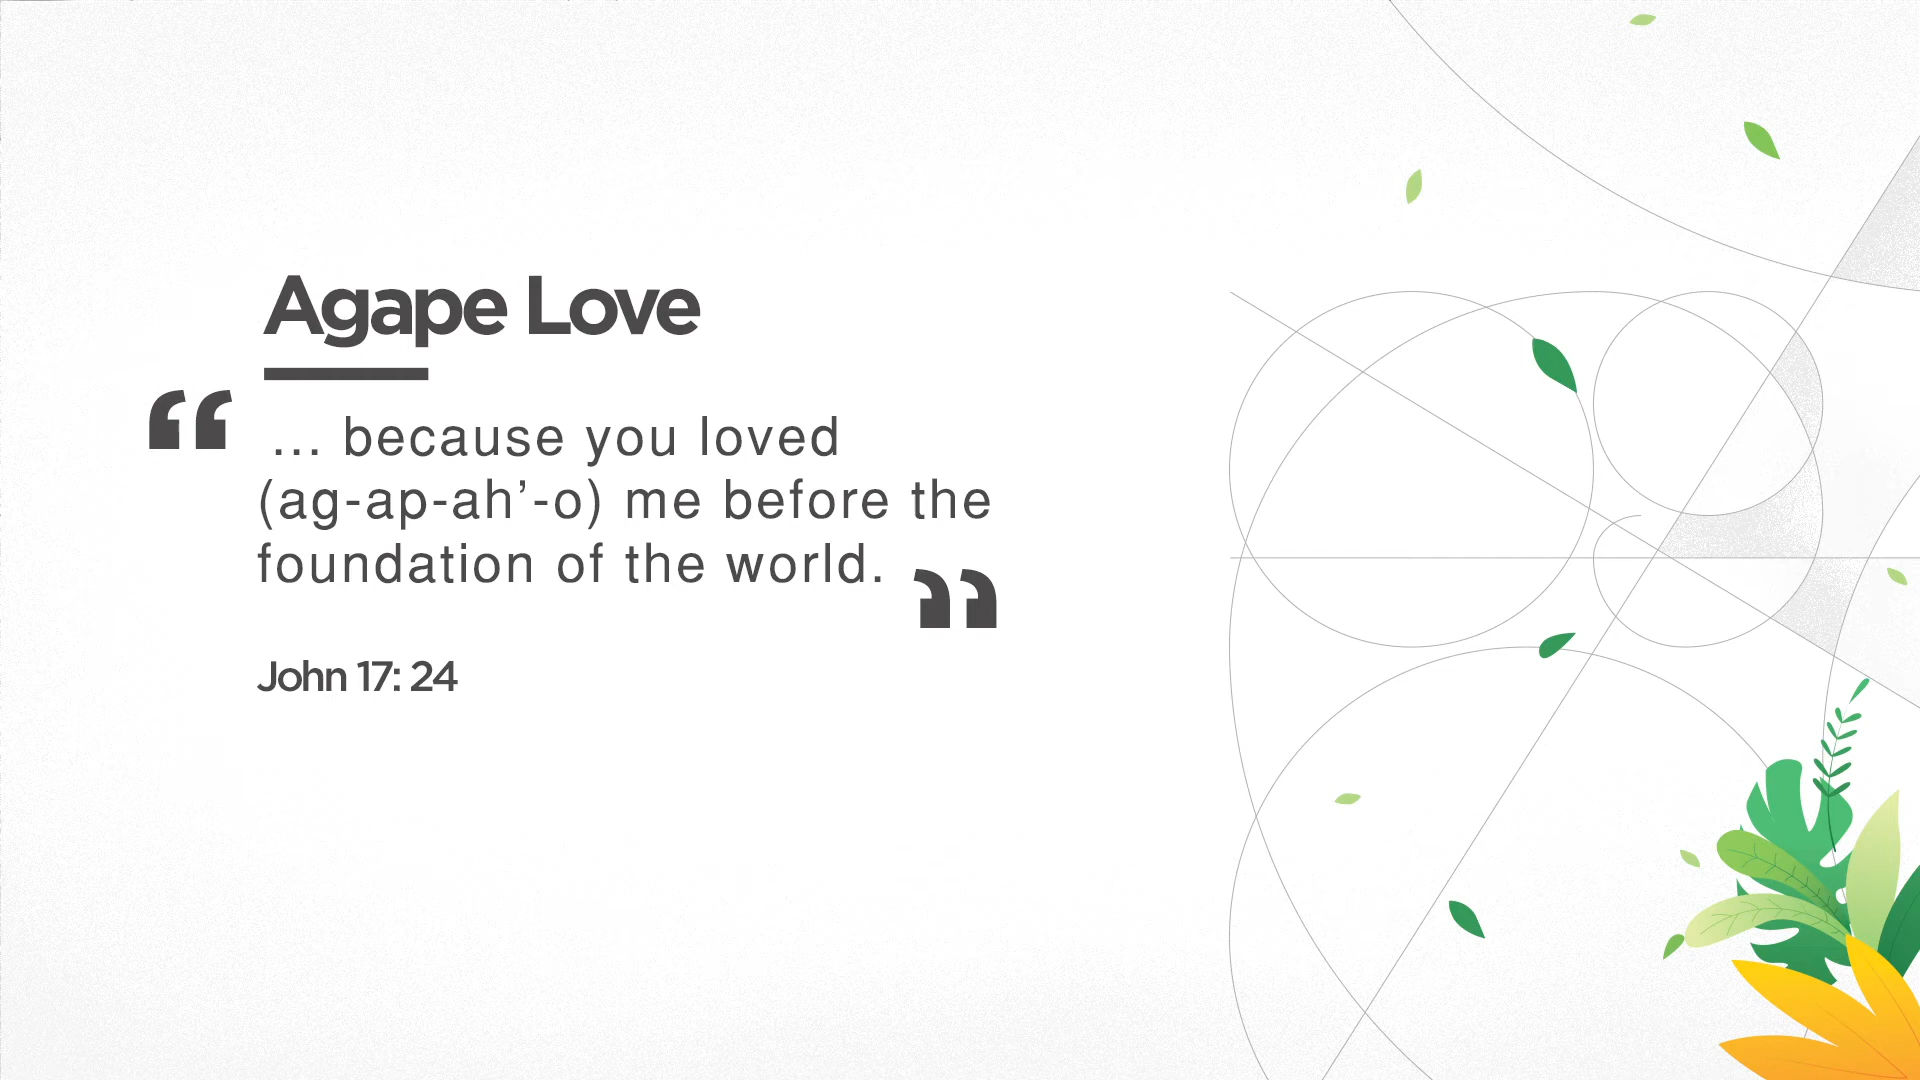 Agape Love
“ … because you loved
(ag-ap-ah’-o) me before the
foundation of the world. ”
John 17: 24